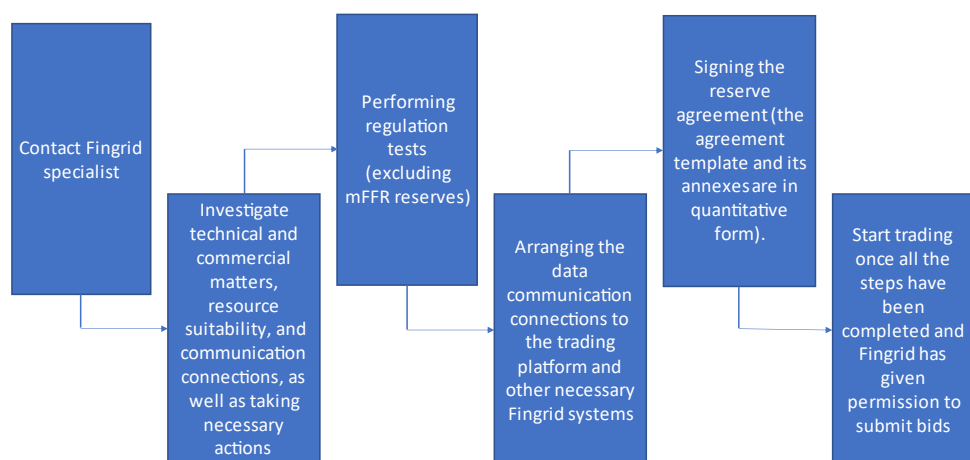 Contact Fingrid
specialist
Investigate
technical and
commercial
matters,
resource
suitability, and
communication
connections, as
well as taking
necessary
actions
Performing
regulation
tests
(excluding
mFFR reserves)
Arranging the
data
communication
connections to
the trading
platform and
other necessary
Fingrid systems
Signing the
reserve
agreement (the
agreement
template and its
annexes are in
quantitative
form).
Start trading
once all the
steps have
been
completed and
Fingrid has
given
permission to
submit bids